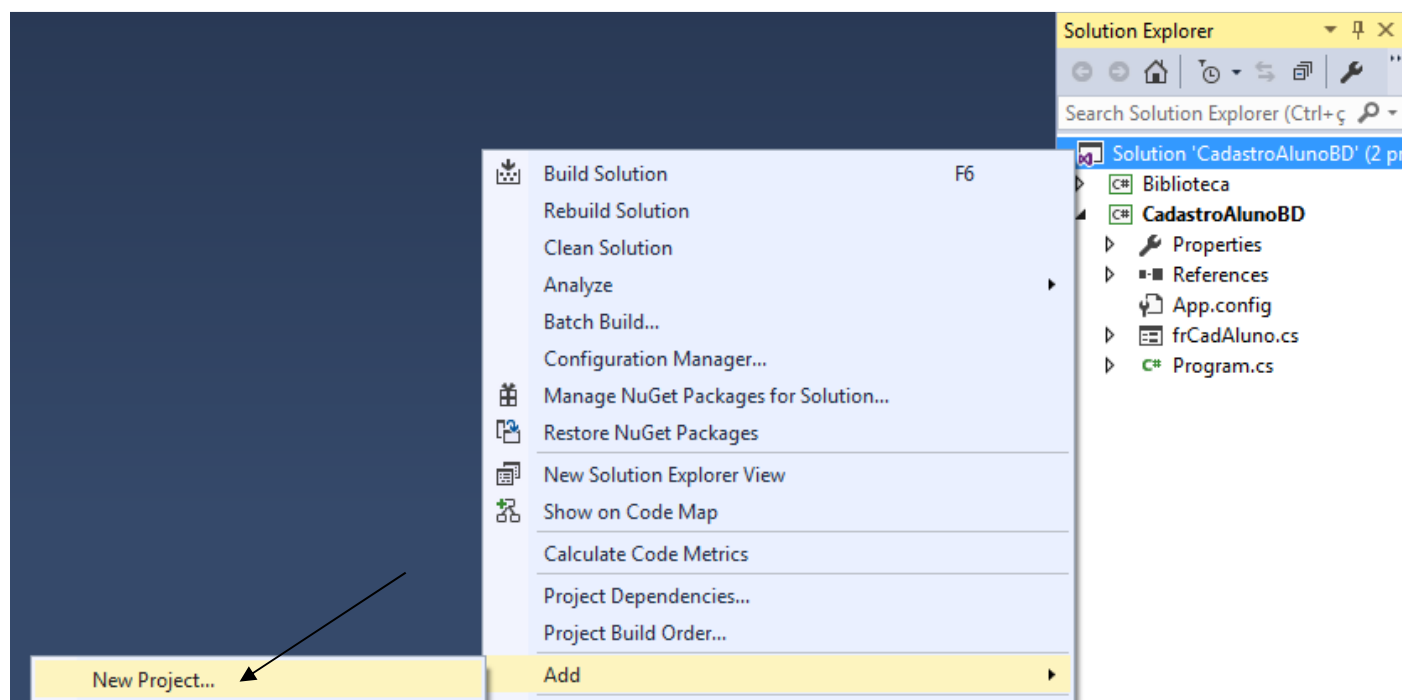 Solution Explorer
Search Solution Explorer (Ctrl+ç
Solution 'CadastroAlunoBD' (2 pr
C# Biblioteca
C# CadastroAlunoBD
Properties
References
App.config
frCadAluno.cs
C# Program.cs
Build Solution F6
Rebuild Solution
Clean Solution
Analyze
Batch Build...
Configuration Manager...
Manage NuGet Packages for Solution...
Restore NuGet Packages
New Solution Explorer View
Show on Code Map
Calculate Code Metrics
Project Dependencies...
Project Build Order...
Add
New Project...